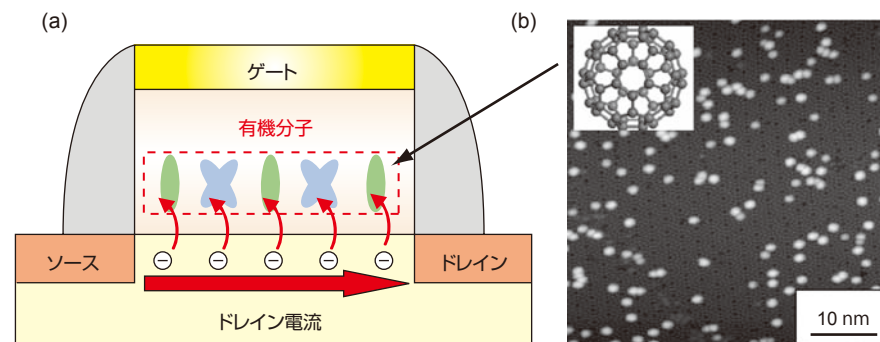 (a)
ゲート
有機分子
⊖ ⊖ ⊖ ⊖ ⊖
ソース
ドレイン
ドレイン電流
(b)
10 nm